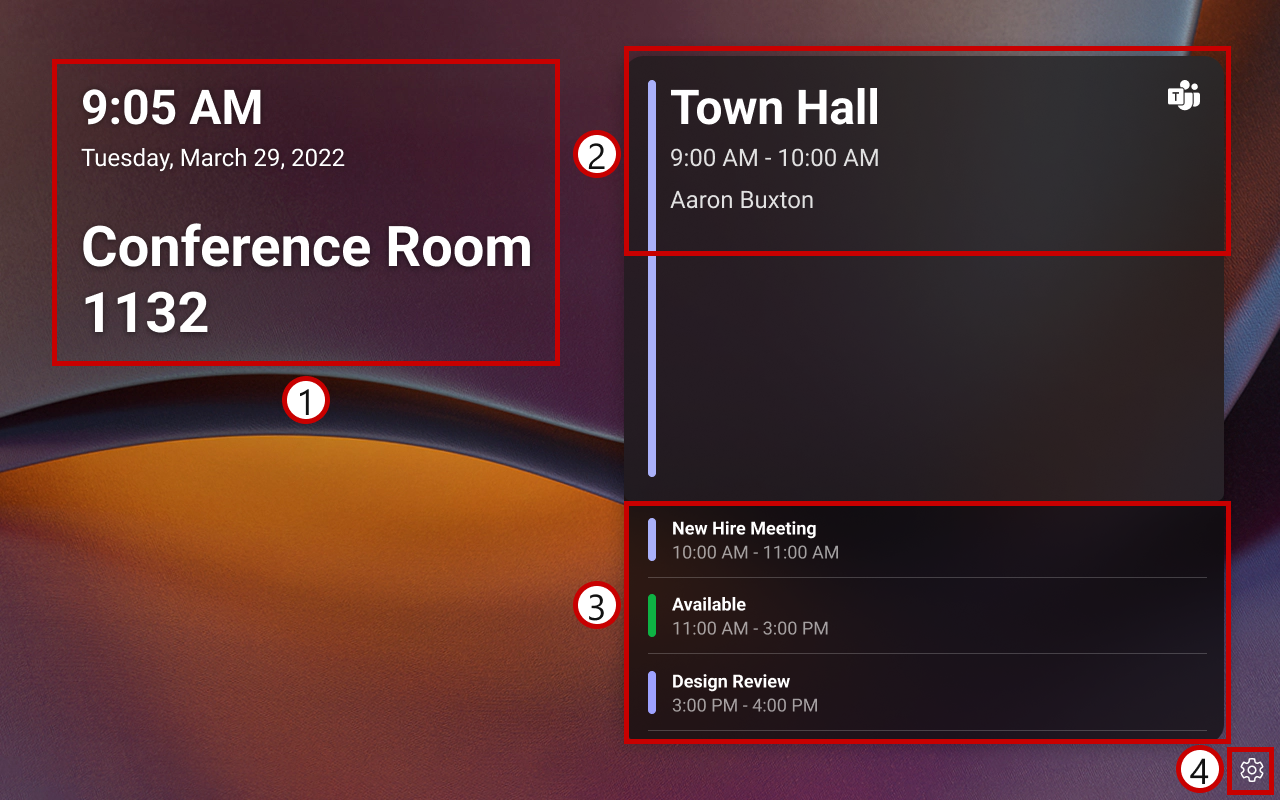 9:05 AM
Tuesday, March 29, 2022
Conference Room
1132
1
2
Town Hall
T
9:00 AM - 10:00 AM
Aaron Buxton
3
New Hire Meeting
10:00 AM - 11:00 AM
Available
11:00 AM - 3:00 PM
Design Review
3:00 PM - 4:00 PM
4